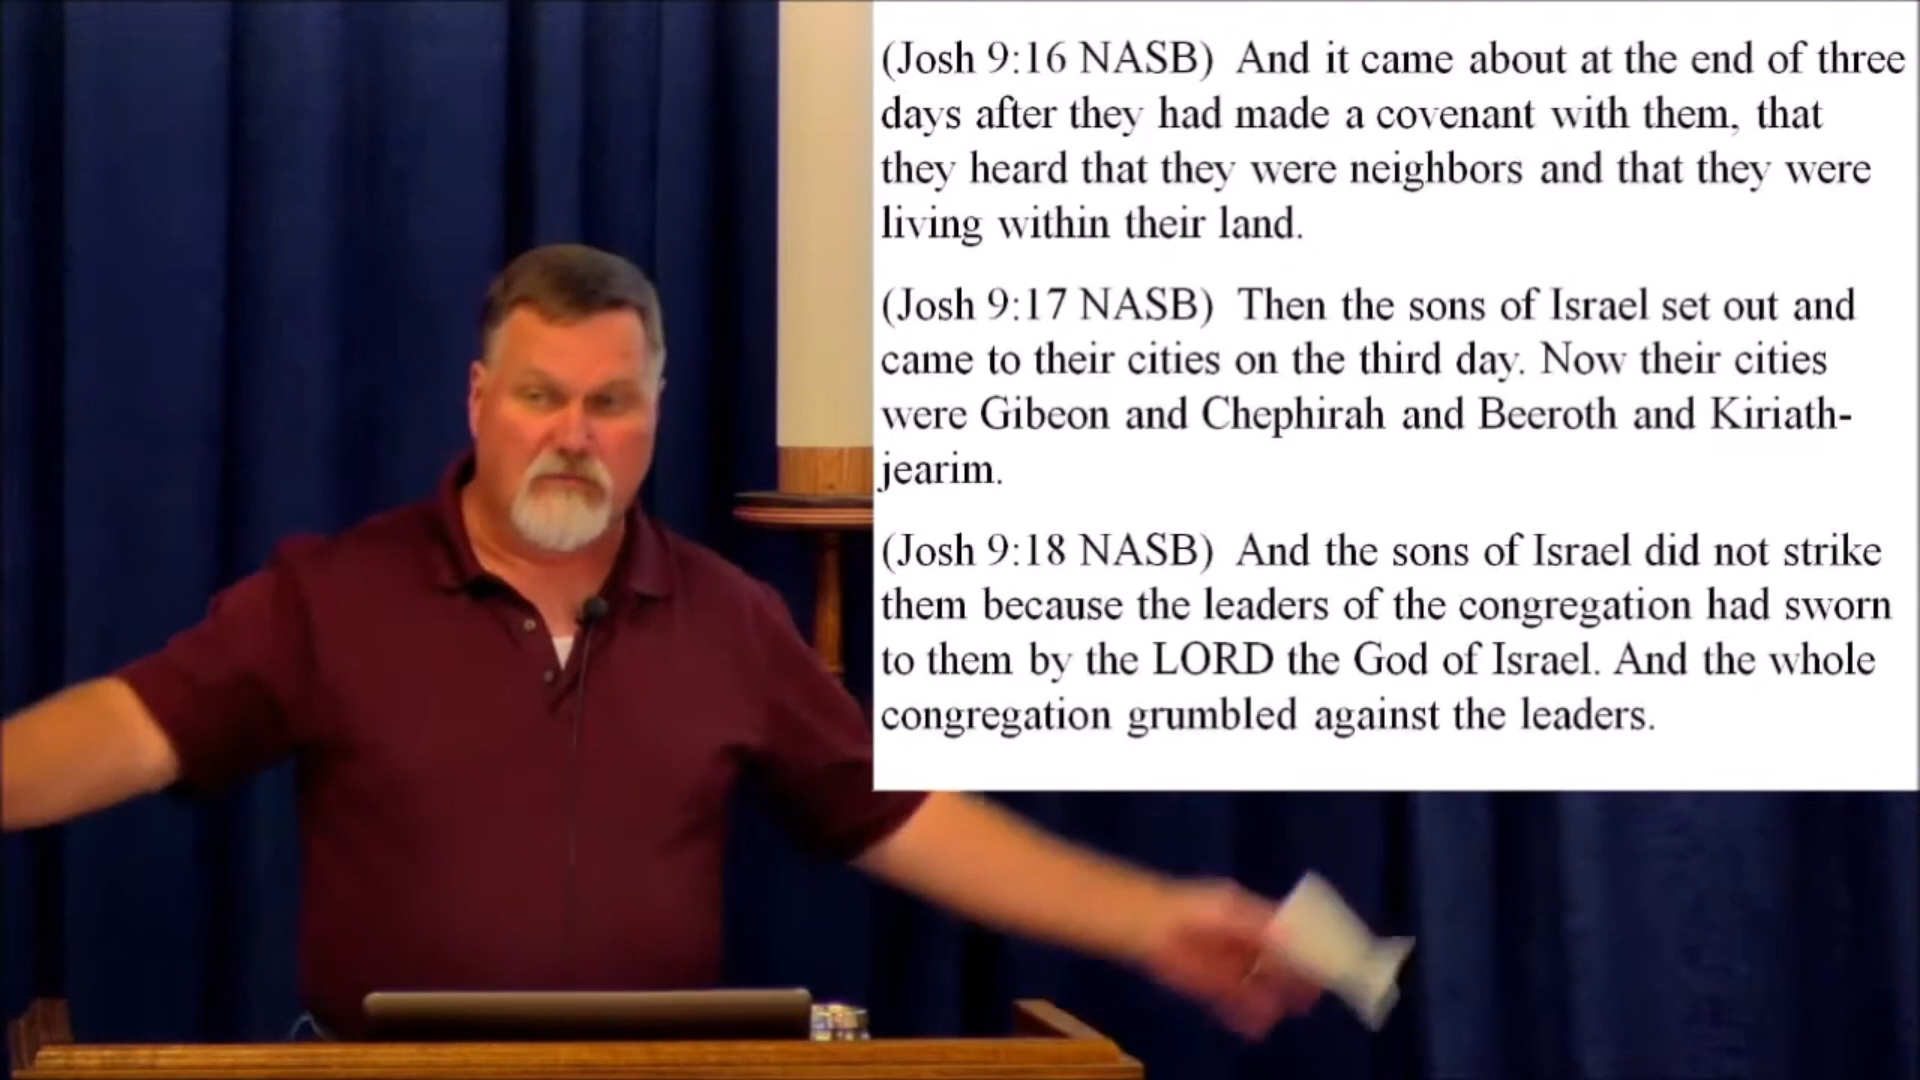 (Josh 9:16 NASB) And it came about at the end of three
days after they had made a covenant with them, that
they heard that they were neighbors and that they were
living within their land.
(Josh 9:17 NASB) Then the sons of Israel set out and
came to their cities on the third day. Now their cities
were Gibeon and Chephirah and Beeroth and Kiriath-
jearim.
(Josh 9:18 NASB) And the sons of Israel did not strike
them because the leaders of the congregation had sworn
to them by the LORD the God of Israel. And the whole
congregation grumbled against the leaders.